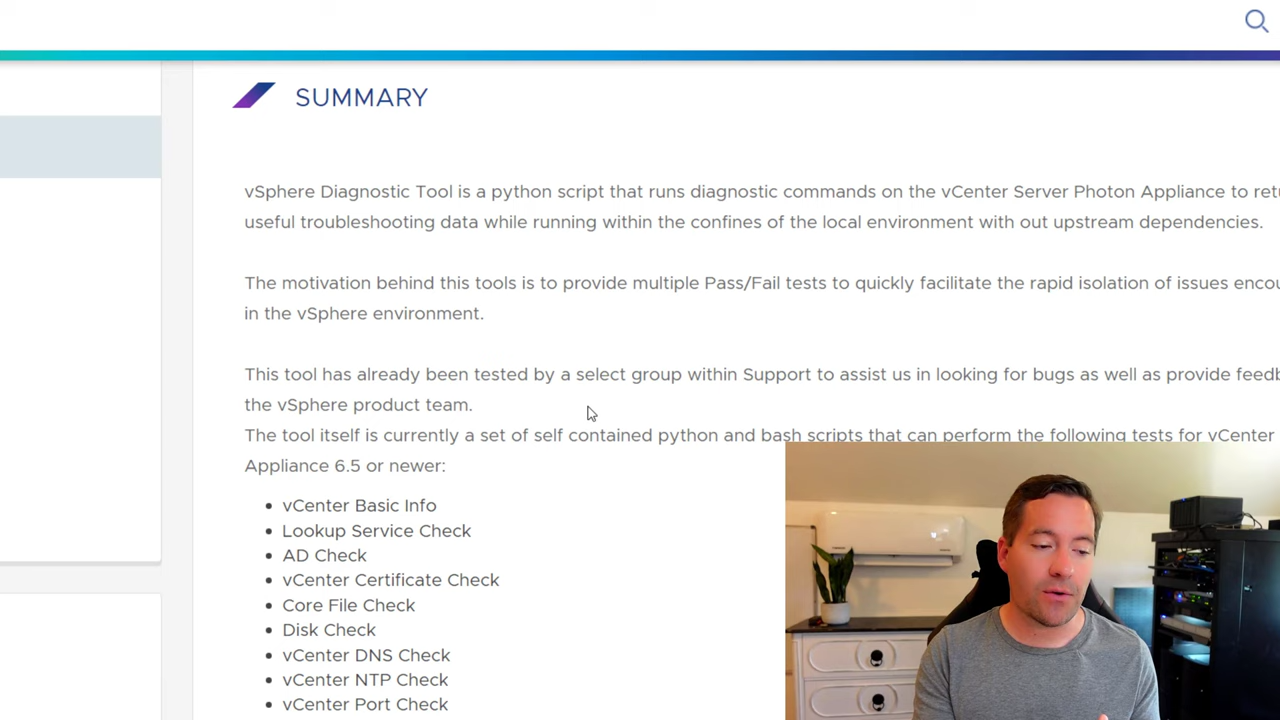 SUMMARY
vSphere Diagnostic Tool is a python script that runs diagnostic commands on the vCenter Server Photon Appliance to
useful troubleshooting data while running within the confines of the local environment with out upstream dependencies.
The motivation behind this tools is to provide multiple Pass/Fail tests to quickly facilitate the rapid isolation of issues
in the vSphere environment.
This tool has already been tested by a select group within Support to assist us in looking for bugs as well as provide
the vSphere product team.
The tool itself is currently a set of self contained python and bash scripts that can perform the following tests for vCenter
Appliance 6.5 or newer:
vCenter Basic Info
Lookup Service Check
AD Check
vCenter Certificate Check
Core File Check
Disk Check
vCenter DNS Check
vCenter NTP Check
vCenter Port Check